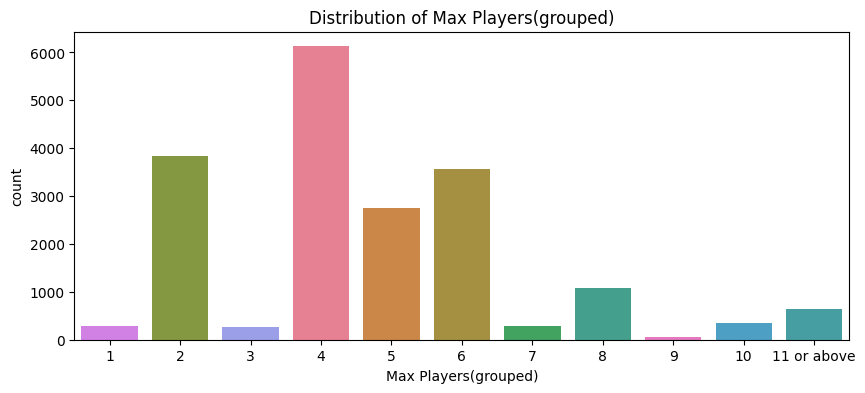 Distribution of Max Players(grouped)
6000
5000
4000
3000
2000
1000
0
count
1 2 3 4 5 6 7 8 9 10 11 or above
Max Players(grouped)